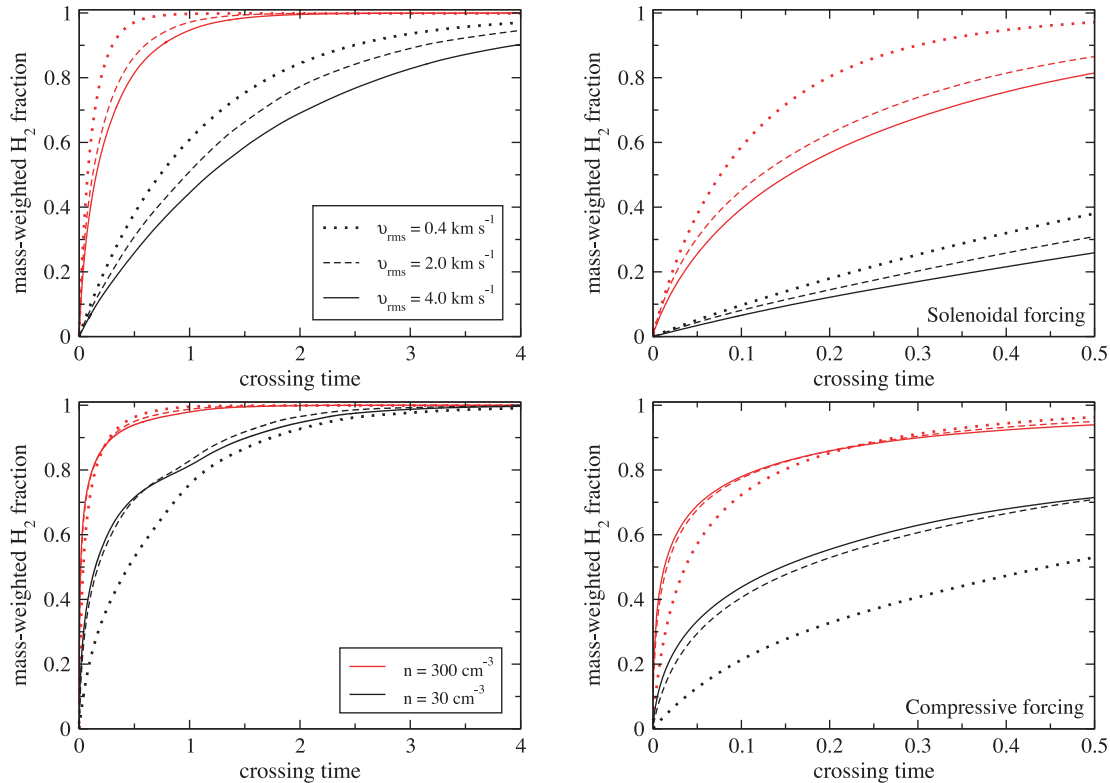 mass-weighted H₂ fraction
1
0.8
0.6
0.4
0.2
0
υrms = 0.4 km s⁻¹
υrms = 2.0 km s⁻¹
υrms = 4.0 km s⁻¹
0 1 2 3 4
crossing time
mass-weighted H₂ fraction
1
0.8
0.6
0.4
0.2
0
Solenoidal forcing
0 0.1 0.2 0.3 0.4 0.5
crossing time
mass-weighted H₂ fraction
1
0.8
0.6
0.4
0.2
0
n = 300 cm⁻³
n = 30 cm⁻³
0 1 2 3 4
crossing time
mass-weighted H₂ fraction
1
0.8
0.6
0.4
0.2
0
Compressive forcing
0 0.1 0.2 0.3 0.4 0.5
crossing time